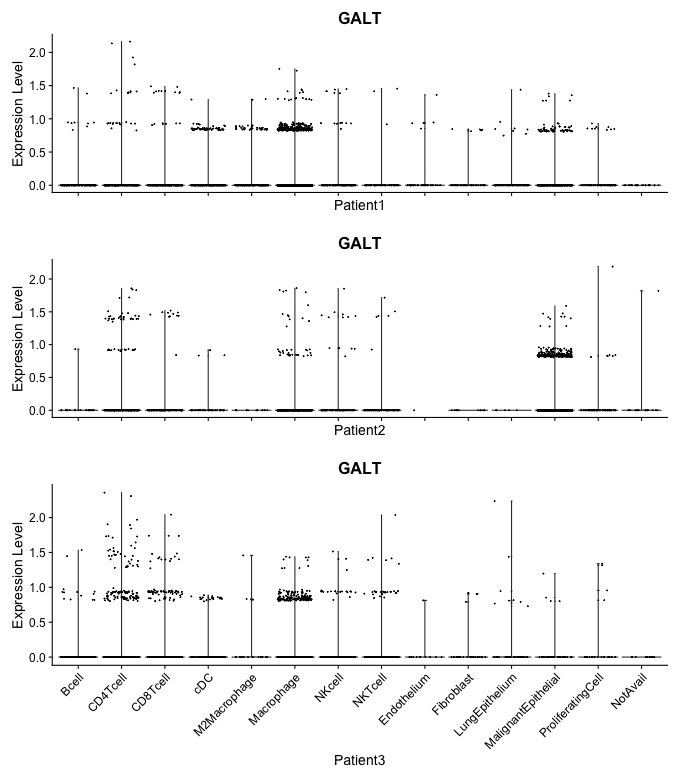 GALT
Expression Level
2.0
1.5
1.0
0.5
0.0
Patient1
GALT
Expression Level
2.0
1.5
1.0
0.5
0.0
Patient2
GALT
Expression Level
2.0
1.5
1.0
0.5
0.0
Bcell
CD4Tcell
CD8Tcell
cDC
M2Macrophage
Macrophage
NKcell
NKTcell
Endothelium
Fibroblast
LungEpithelium
MalignantEpithelial
ProliferatingCell
NotAvail
Patient3